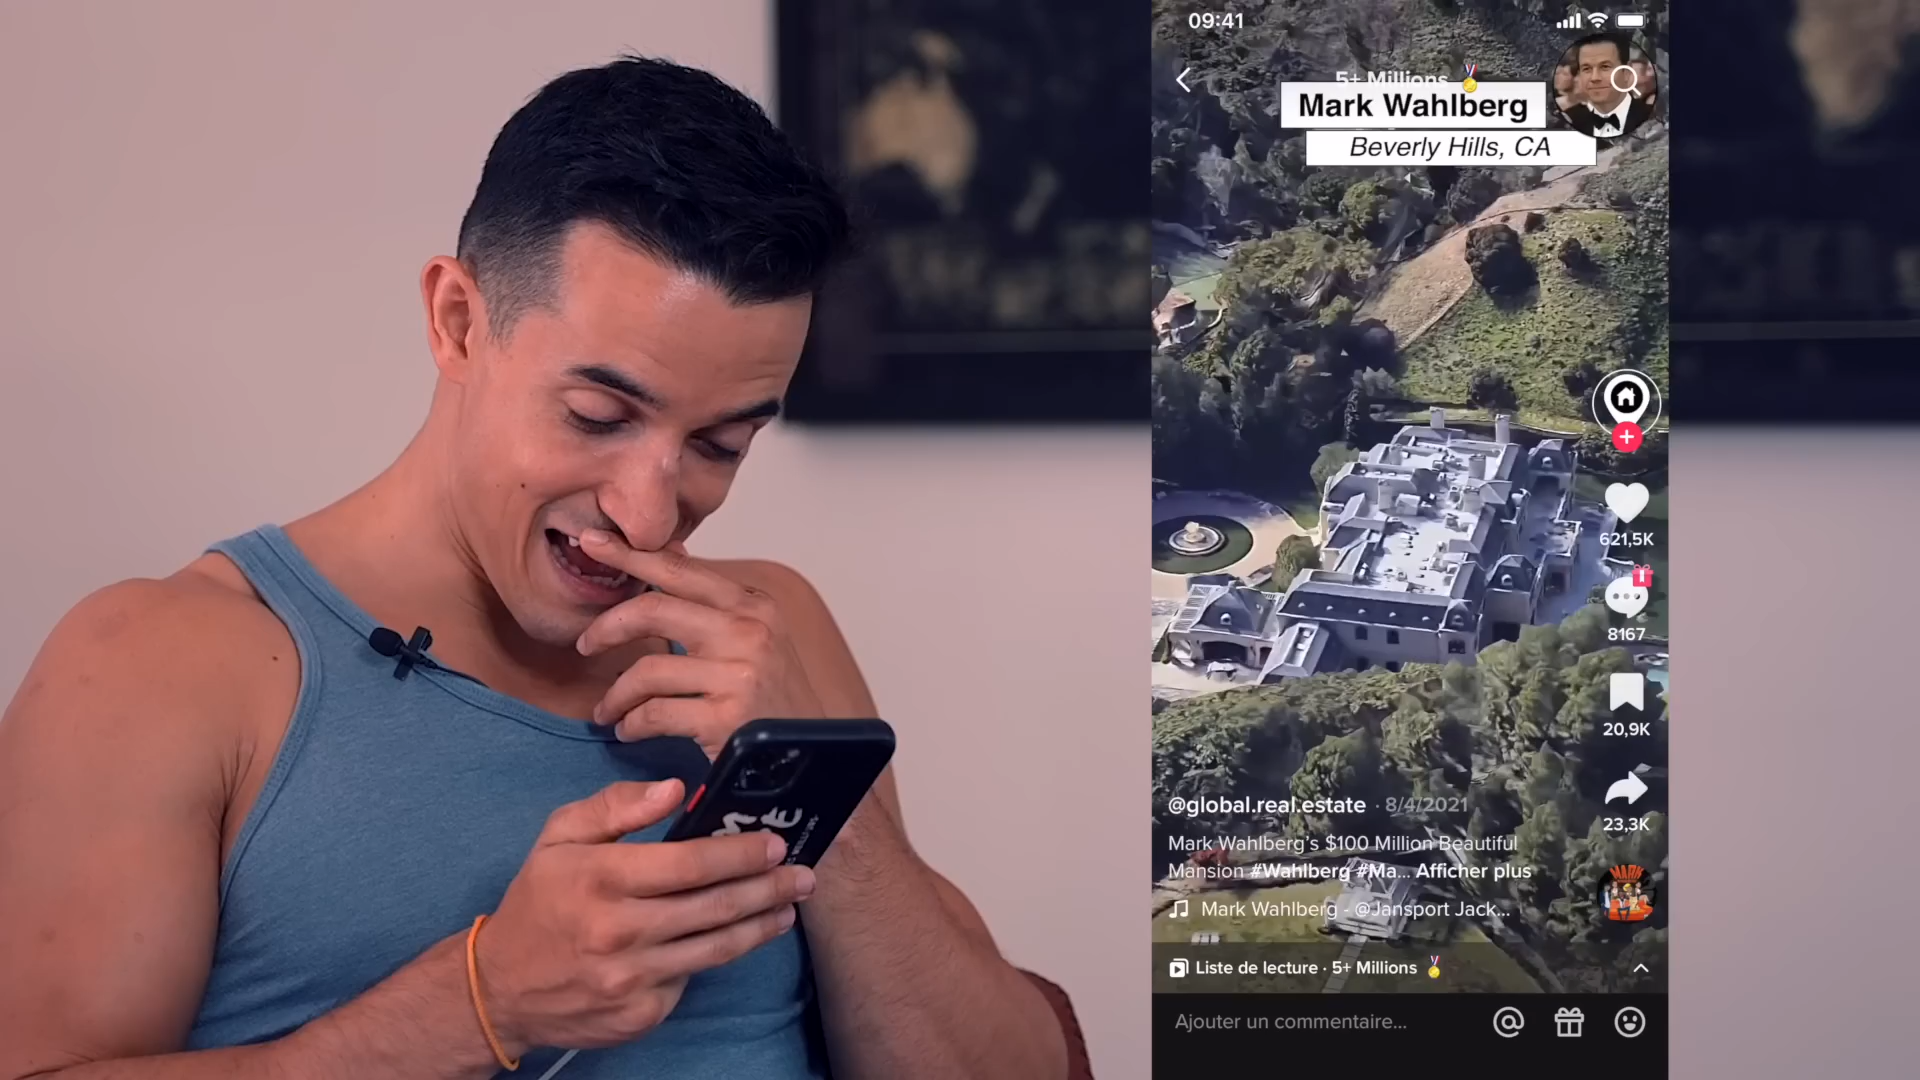 09:41
5+ Millions 🏅
Mark Wahlberg
Beverly Hills, CA
621,5K
8167
20,9K
23,3K
@global.real.estate · 8/4/2021
Mark Wahlberg's $100 Million Beautiful
Mansion #Wahlberg #Ma... Afficher plus
Mark Wahlberg - @Jansport Jack...
MARK
Liste de lecture · 5+ Millions 🏅
Ajouter un commentaire...